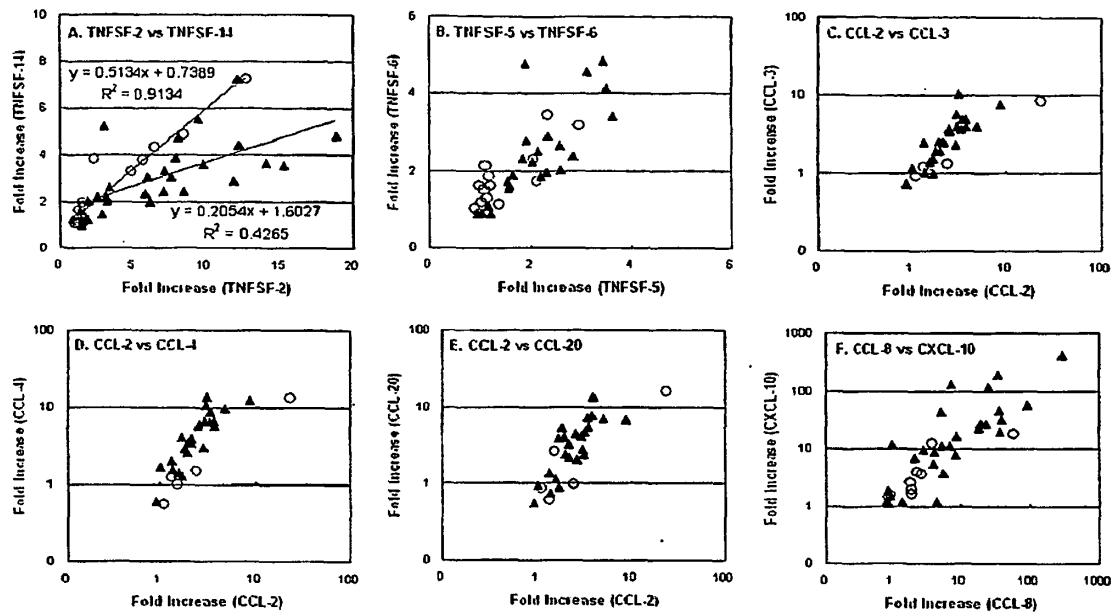 A. TNFSF-2 vs TNFSF-14
Fold Increase (TNFSF-14)
8
6
4
2
0
y = 0.5134x + 0.7389
R² = 0.9134
y = 0.2054x + 1.6027
R² = 0.4265
0 5 10 15 20
Fold Increase (TNFSF-2)
B. TNFSF-5 vs TNFSF-6
Fold Increase (TNFSF-6)
6
4
2
0
0 2 4 6
Fold Increase (TNFSF-5)
C. CCL-2 vs CCL-3
Fold Increase (CCL-3)
100
10
1
0
0 1 10 100
Fold Increase (CCL-2)
D. CCL-2 vs CCL-4
Fold Increase (CCL-4)
100
10
1
0
0 1 10 100
Fold Increase (CCL-2)
E. CCL-2 vs CCL-20
Fold Increase (CCL-20)
100
10
1
0
0 1 10 100
Fold Increase (CCL-2)
F. CCL-8 vs CXCL-10
Fold Increase (CXCL-10)
1000
100
10
1
0
0 1 10 100 1000
Fold Increase (CCL-8)